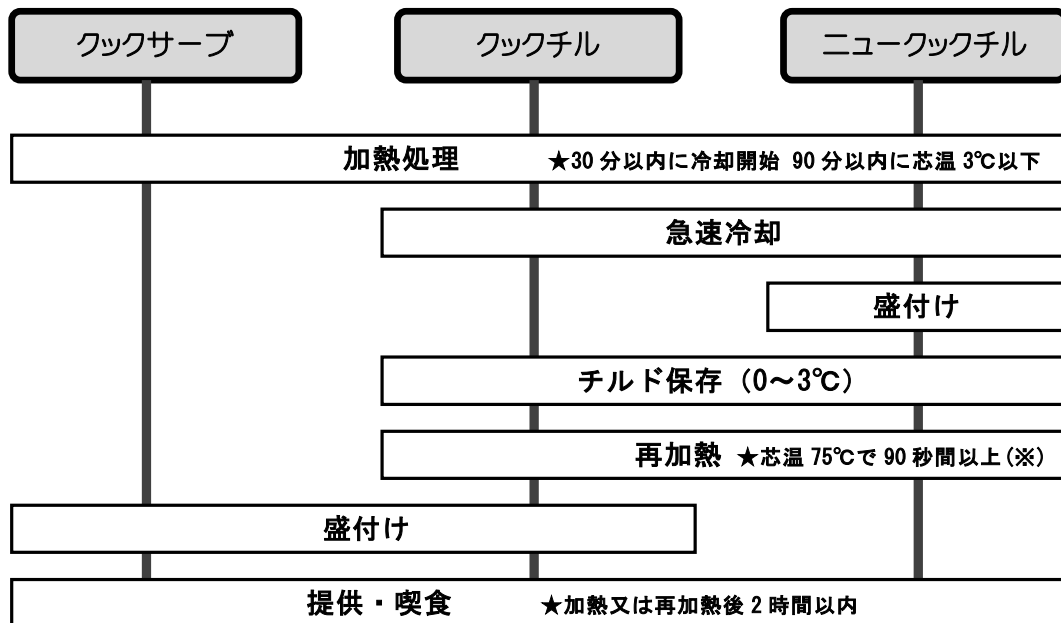 クックサーブ
クックチル
ニュークックチル
加熱処理 ★30分以内に冷却開始 90分以内に芯温3℃以下
急速冷却
盛付け
チルド保存（0～3℃）
再加熱 ★芯温75℃で90秒間以上(※)
盛付け
提供・喫食 ★加熱又は再加熱後2時間以内